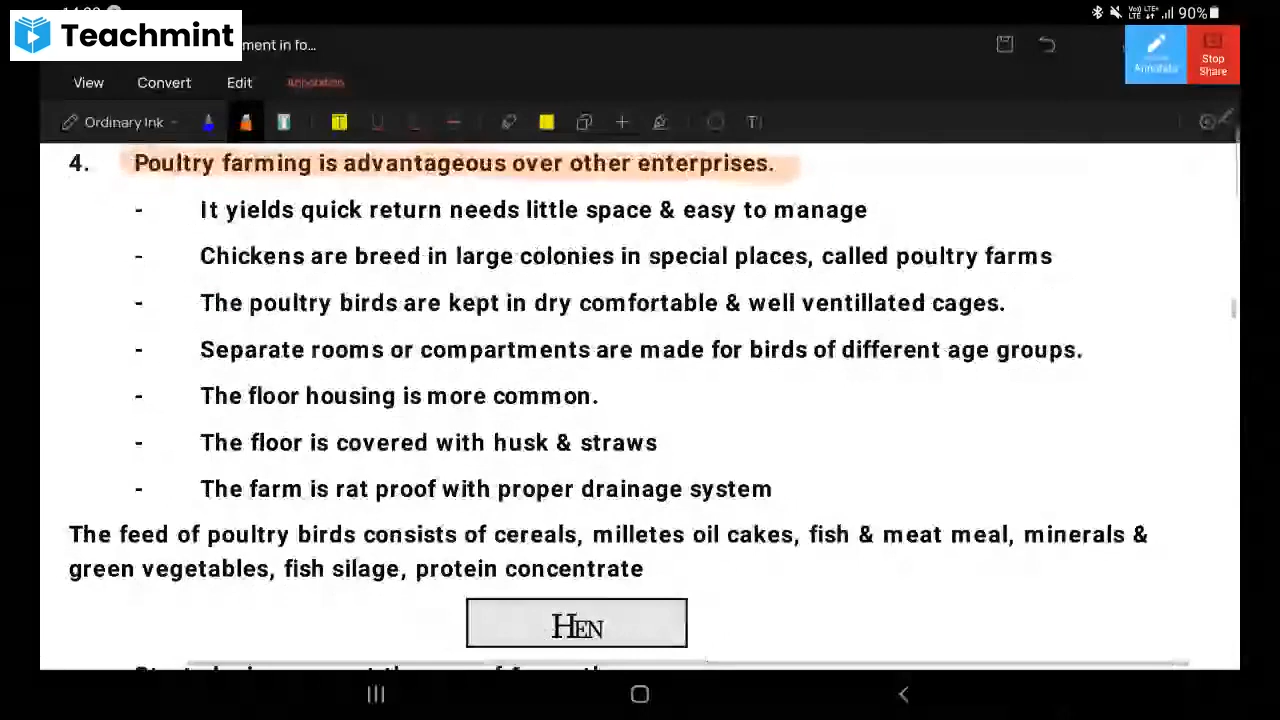 90%
Teachmint
ment in fo...
Annotate
Stop
Share
View Convert Edit Annotation
Ordinary Ink
4. Poultry farming is advantageous over other enterprises.
- It yields quick return needs little space & easy to manage
- Chickens are breed in large colonies in special places, called poultry farms
- The poultry birds are kept in dry comfortable & well ventillated cages.
- Separate rooms or compartments are made for birds of different age groups.
- The floor housing is more common.
- The floor is covered with husk & straws
- The farm is rat proof with proper drainage system
The feed of poultry birds consists of cereals, milletes oil cakes, fish & meat meal, minerals &
green vegetables, fish silage, protein concentrate
HEN